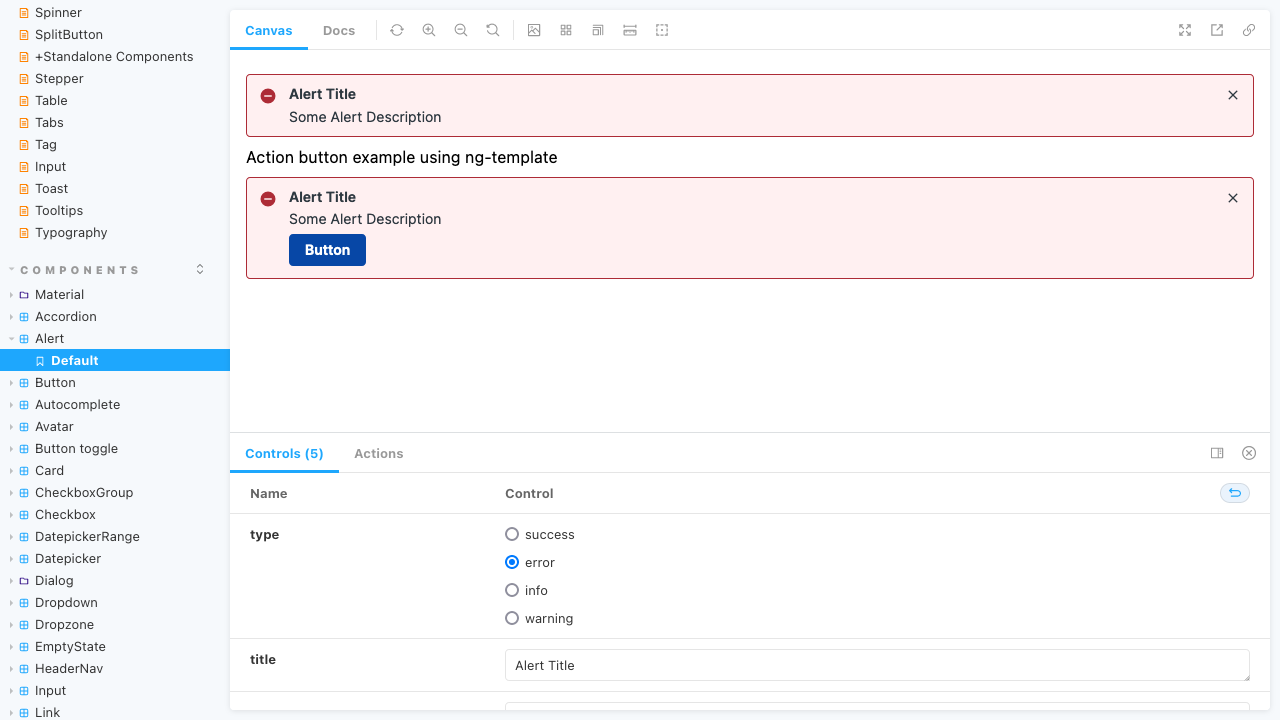 Spinner
SplitButton
+Standalone Components
Stepper
Table
Tabs
Tag
Input
Toast
Tooltips
Typography
COMPONENTS
Material
Accordion
Alert
Default
Button
Autocomplete
Avatar
Button toggle
Card
CheckboxGroup
Checkbox
DatepickerRange
Datepicker
Dialog
Dropdown
Dropzone
EmptyState
HeaderNav
Input
Link
Canvas Docs
Alert Title
Some Alert Description
Action button example using ng-template
Alert Title
Some Alert Description
Button
Controls (5) Actions
Name Control
type
success
error
info
warning
title
Alert Title